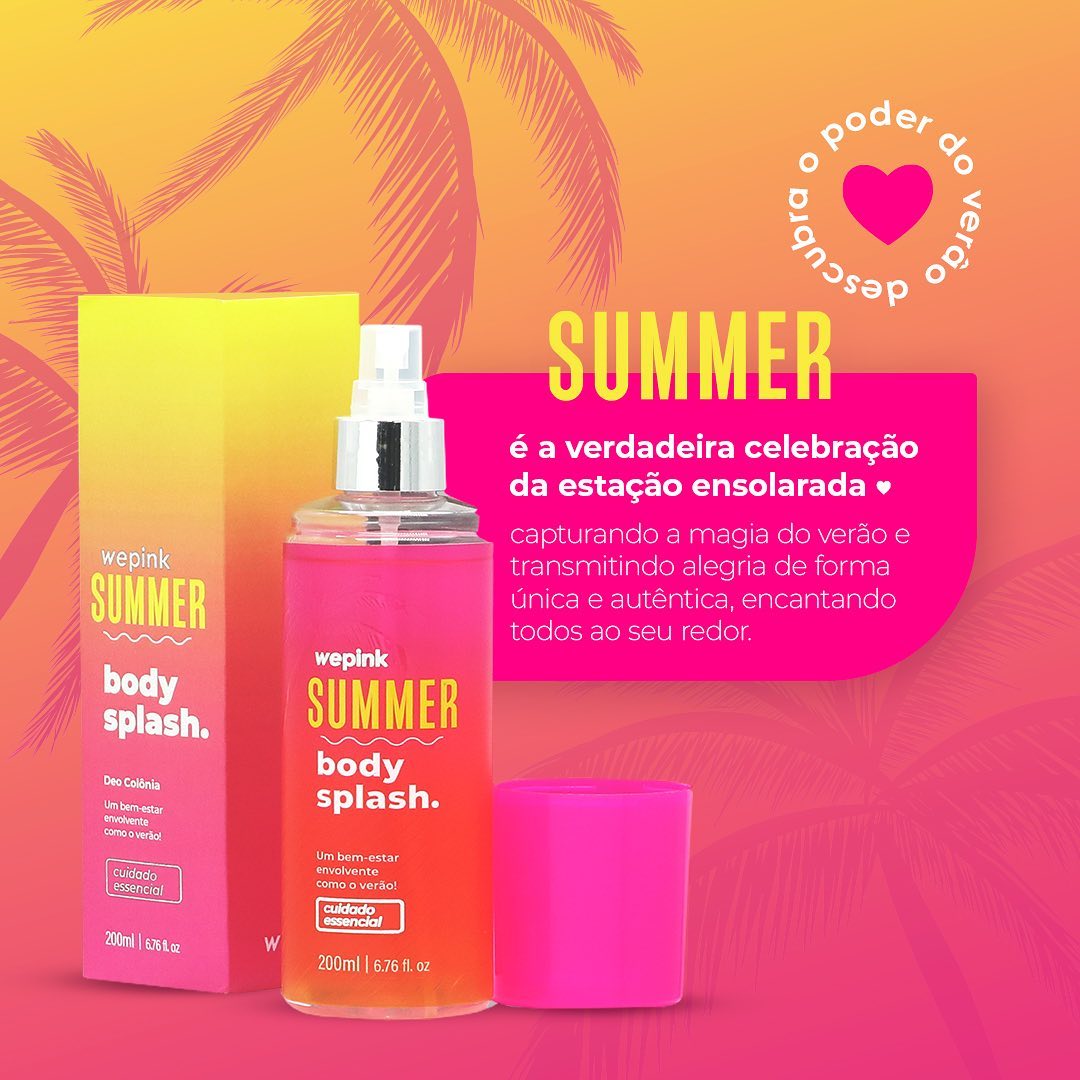 descubra o poder do verão
SUMMER
é a verdadeira celebração
da estação ensolarada
capturando a magia do verão e
transmitindo alegria de forma
única e autêntica, encantando
todos ao seu redor.
wepink
SUMMER
body
splash.
Deo Colônia
Um bem-estar
envolvente
como o verão!
cuidado
essencial
200ml | 6.76 fl. oz
W
wepink
SUMMER
body
splash.
Um bem-estar
envolvente
como o verão!
cuidado
essencial
200ml | 6.76 fl. oz